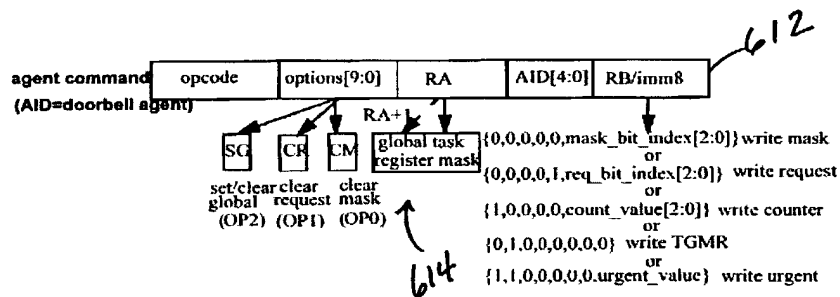 612
agent command opcode options[9:0] RA AID[4:0] RB/imm8
(AID=doorbell agent)
RA+1
SG CR CM global task {0,0,0,0,0,mask_bit_index[2:0]} write mask
register mask or
set/clear clear clear {0,0,0,0,1,req_bit_index[2:0]} write request
global request mask or
(OP2) (OP1) (OP0) {1,0,0,0,0,count_value[2:0]} write counter
or
614 {0,1,0,0,0,0,0,0} write TGMR
or
{1,1,0,0,0,0,0.urgent_value} write urgent